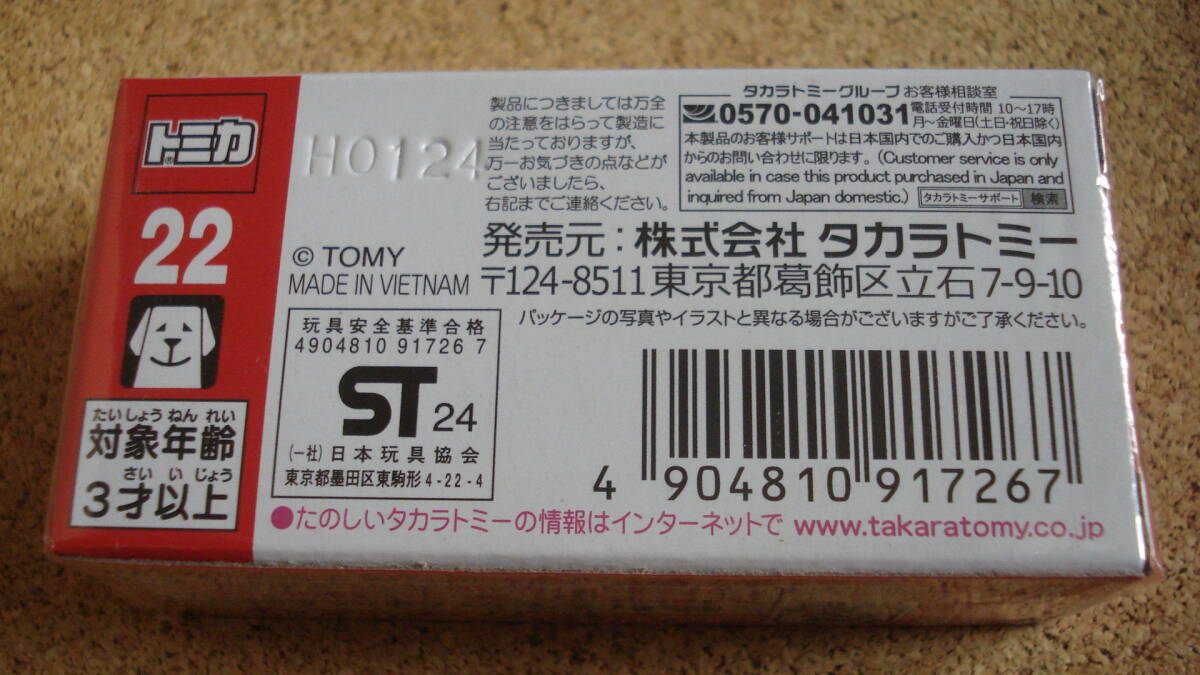 トミカ
®
22
たいしょうねんれい
対象年齢
さいいじょう
3才以上
H0124
© TOMY
MADE IN VIETNAM
製品につきましては万全
の注意をはらって製造に
当たっておりますが、
万一お気づきの点などが
ございましたら、
右記までご連絡ください。
タカラトミーグループ お客様相談室
0570-041031 電話受付時間 10～17時
月～金曜日(土日・祝日除く)
本製品のお客様サポートは日本国内でのご購入かつ日本国内
からのお問い合わせに限ります。(Customer service is only
available in case this product purchased in Japan and
inquired from Japan domestic.) タカラトミーサポート 検索
発売元：株式会社 タカラトミー
〒124-8511 東京都葛飾区立石7-9-10
パッケージの写真やイラストと異なる場合がございますがご了承ください。
玩具安全基準合格
4904810 91726 7
ST 24
(一社)日本玩具協会
東京都墨田区東駒形4-22-4
4 904810 917267
●たのしいタカラトミーの情報はインターネットで www.takaratomy.co.jp